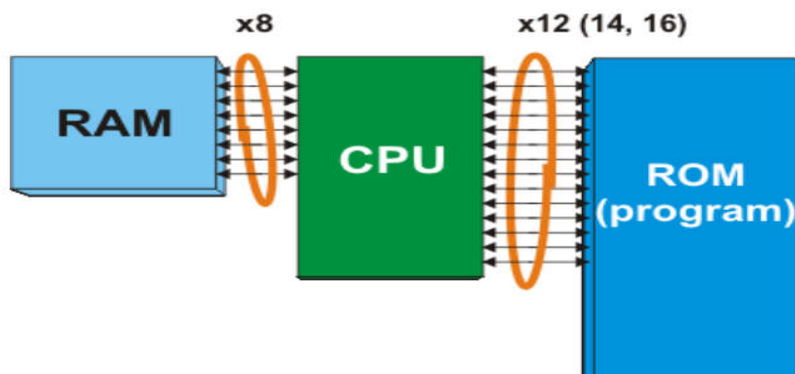 x8
x12 (14, 16)
RAM
CPU
ROM
(program)